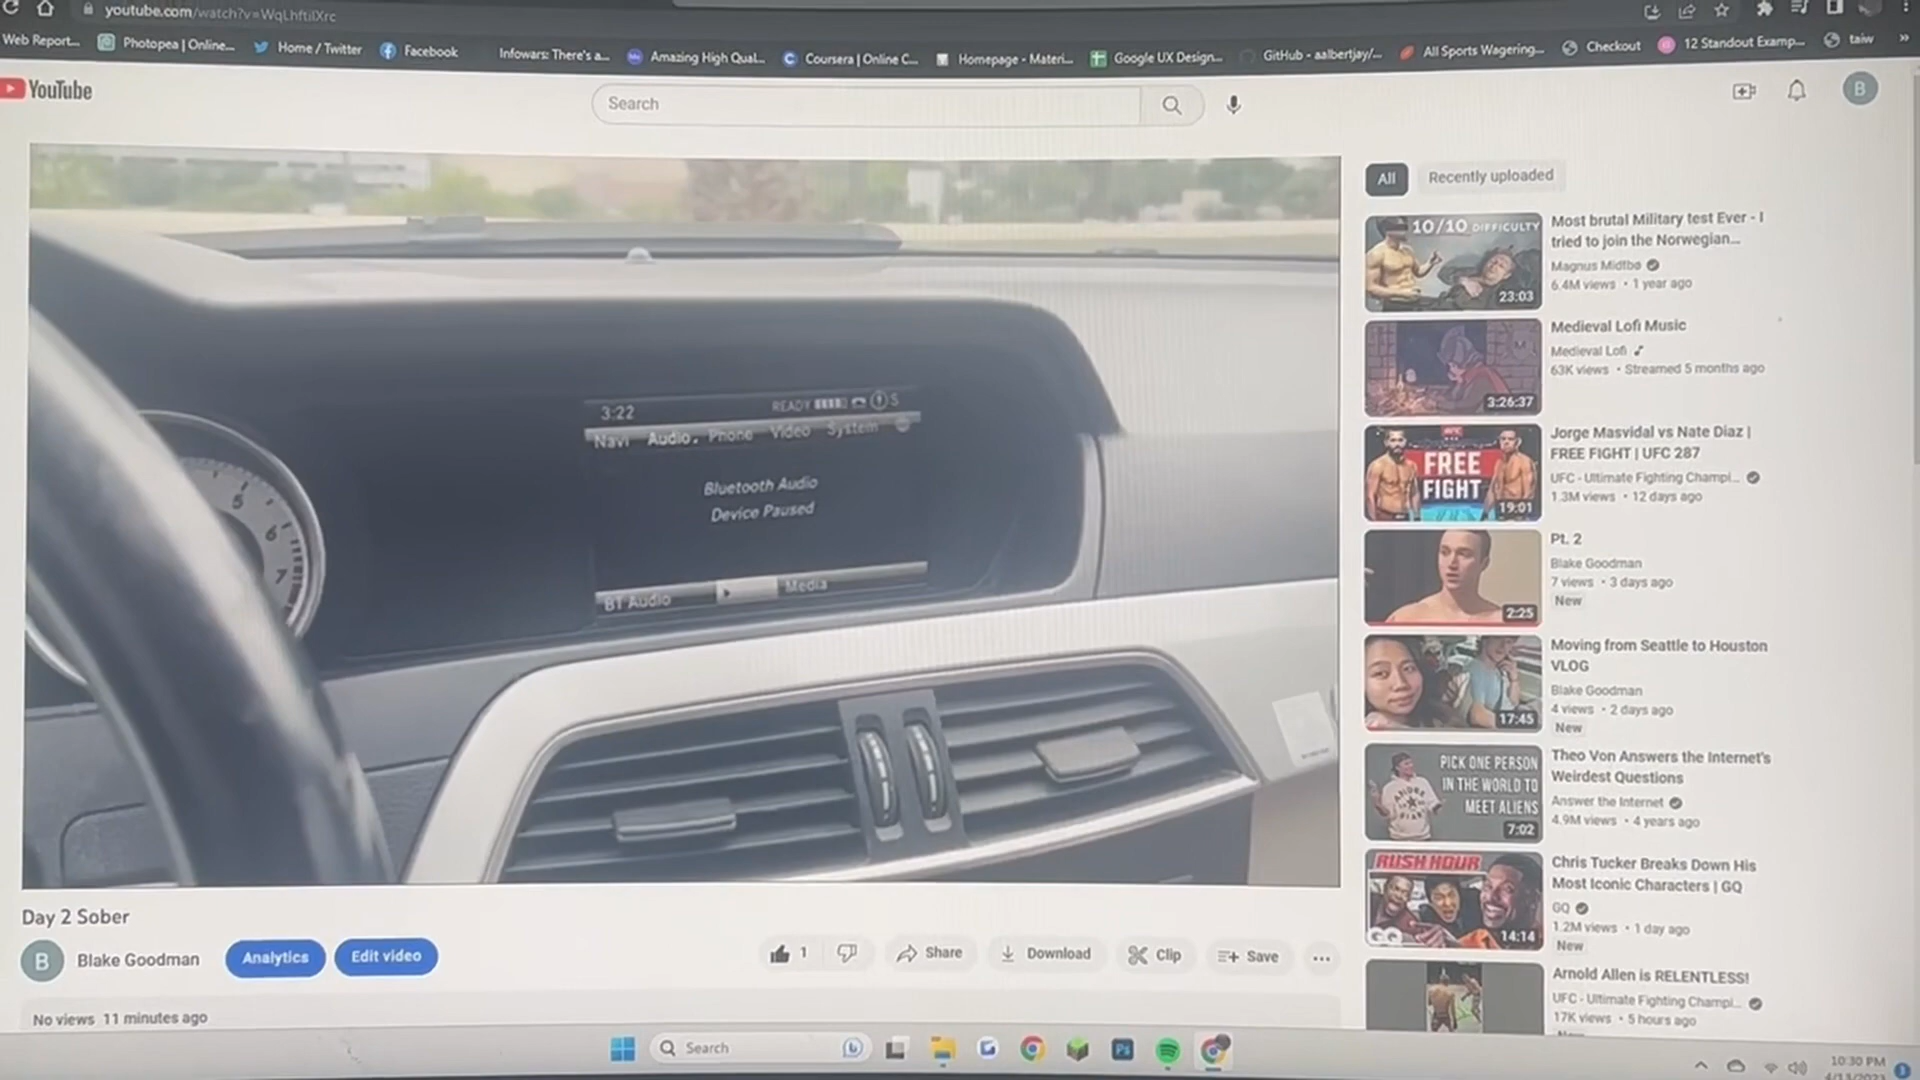 youtube.com/watch?v=WqLhftilXrc
Web Report... Photopea | Online... Home / Twitter Facebook Infowars: There's a... Amazing High Qual... Coursera | Online C... Homepage - Materi... Google UX Design... GitHub - aalbertjay/... All Sports Wagering... Checkout 12 Standout Examp... taiw »
YouTube
Search
B
All Recently uploaded
3:22 READY S
Navi Audio. Phone Video System
Bluetooth Audio
Device Paused
BT Audio Media
5
6
7
10/10 DIFFICULTY
23:03
Most brutal Military test Ever - I
tried to join the Norwegian...
Magnus Midtbø
6.4M views • 1 year ago
3:26:37
Medieval Lofi Music
Medieval Lofi
63K views • Streamed 5 months ago
FREE
FIGHT
19:01
Jorge Masvidal vs Nate Diaz |
FREE FIGHT | UFC 287
UFC - Ultimate Fighting Champi...
1.3M views • 12 days ago
2:25
Pt. 2
Blake Goodman
7 views • 3 days ago
New
17:45
Moving from Seattle to Houston
VLOG
Blake Goodman
4 views • 2 days ago
New
PICK ONE PERSON
IN THE WORLD TO
MEET ALIENS
7:02
Theo Von Answers the Internet's
Weirdest Questions
Answer the Internet
4.9M views • 4 years ago
RUSH HOUR
GQ
14:14
Chris Tucker Breaks Down His
Most Iconic Characters | GQ
GQ
1.2M views • 1 day ago
New
Arnold Allen is RELENTLESS!
UFC - Ultimate Fighting Champi...
17K views • 5 hours ago
Day 2 Sober
B Blake Goodman Analytics Edit video 1 Share Download Clip Save ...
No views 11 minutes ago
Search Ps
10:30 PM